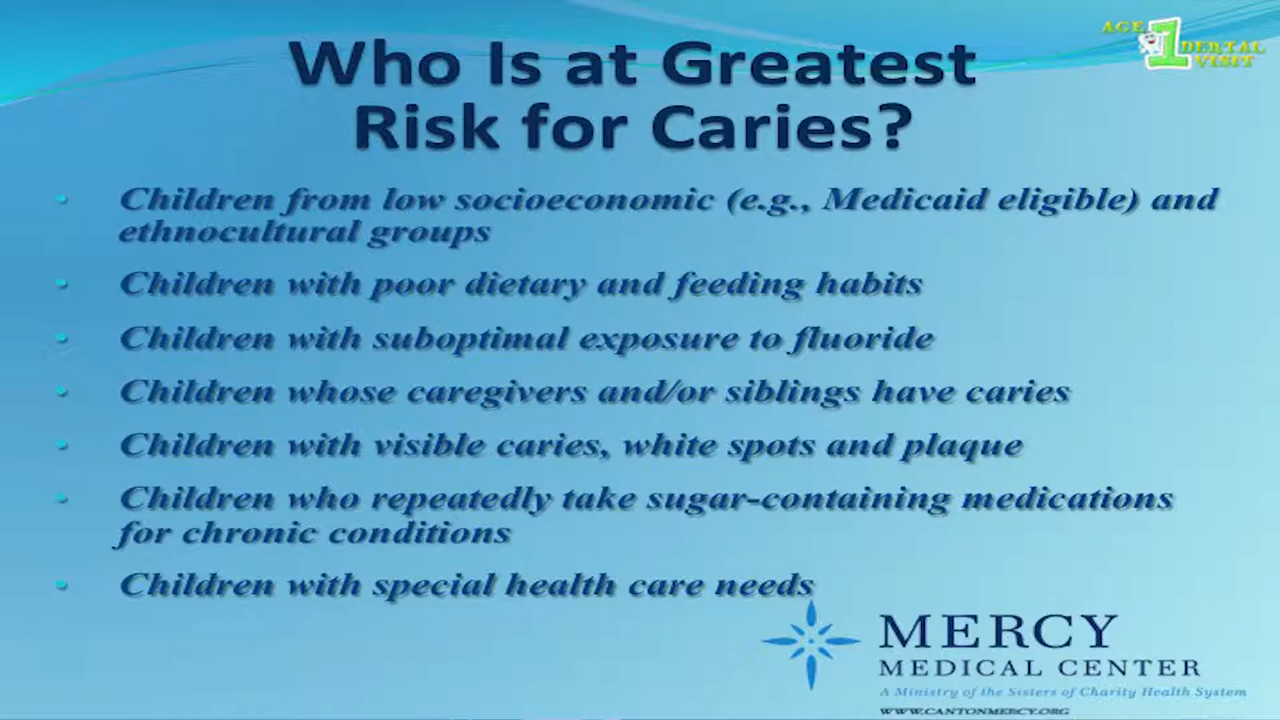 AGE 1 DENTAL VISIT
Who Is at Greatest
Risk for Caries?
• Children from low socioeconomic (e.g., Medicaid eligible) and
ethnocultural groups
• Children with poor dietary and feeding habits
• Children with suboptimal exposure to fluoride
• Children whose caregivers and/or siblings have caries
• Children with visible caries, white spots and plaque
• Children who repeatedly take sugar-containing medications
for chronic conditions
• Children with special health care needs
MERCY
MEDICAL CENTER
A Ministry of the Sisters of Charity Health System
WWW.CANTONMERCY.ORG